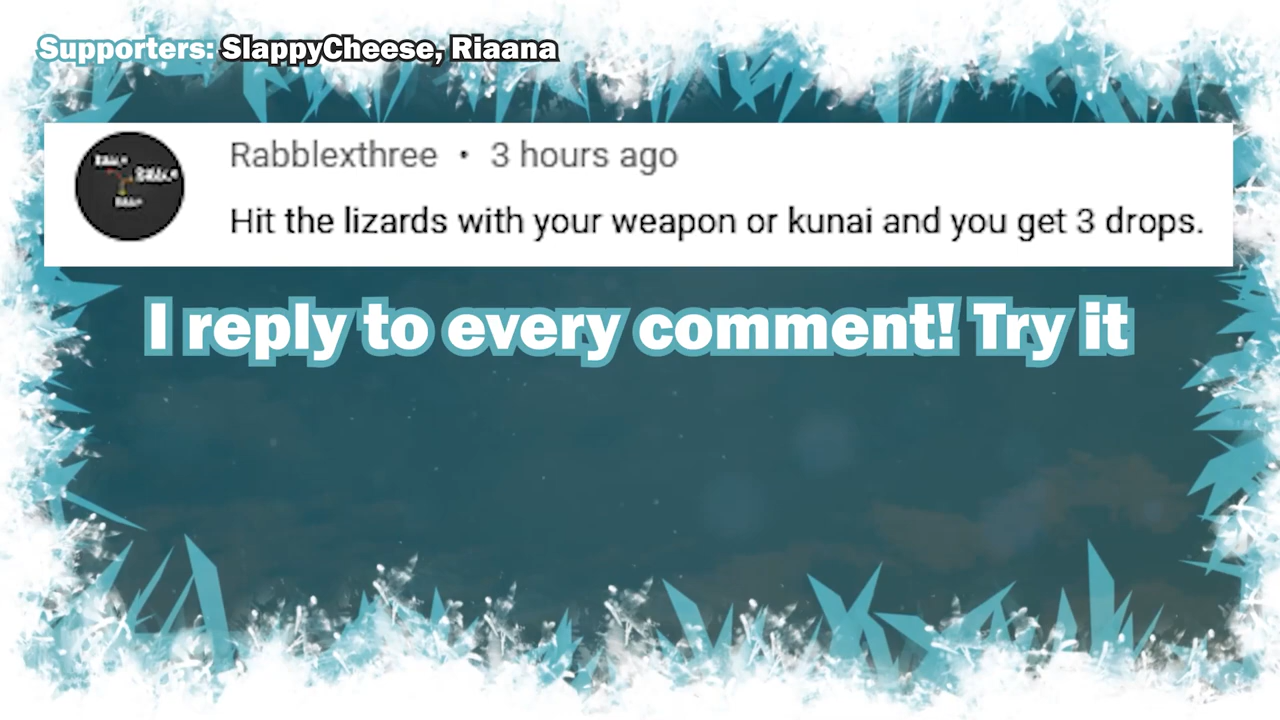 Supporters: SlappyCheese, Riaana
Rabblexthree • 3 hours ago
Hit the lizards with your weapon or kunai and you get 3 drops.
I reply to every comment! Try it